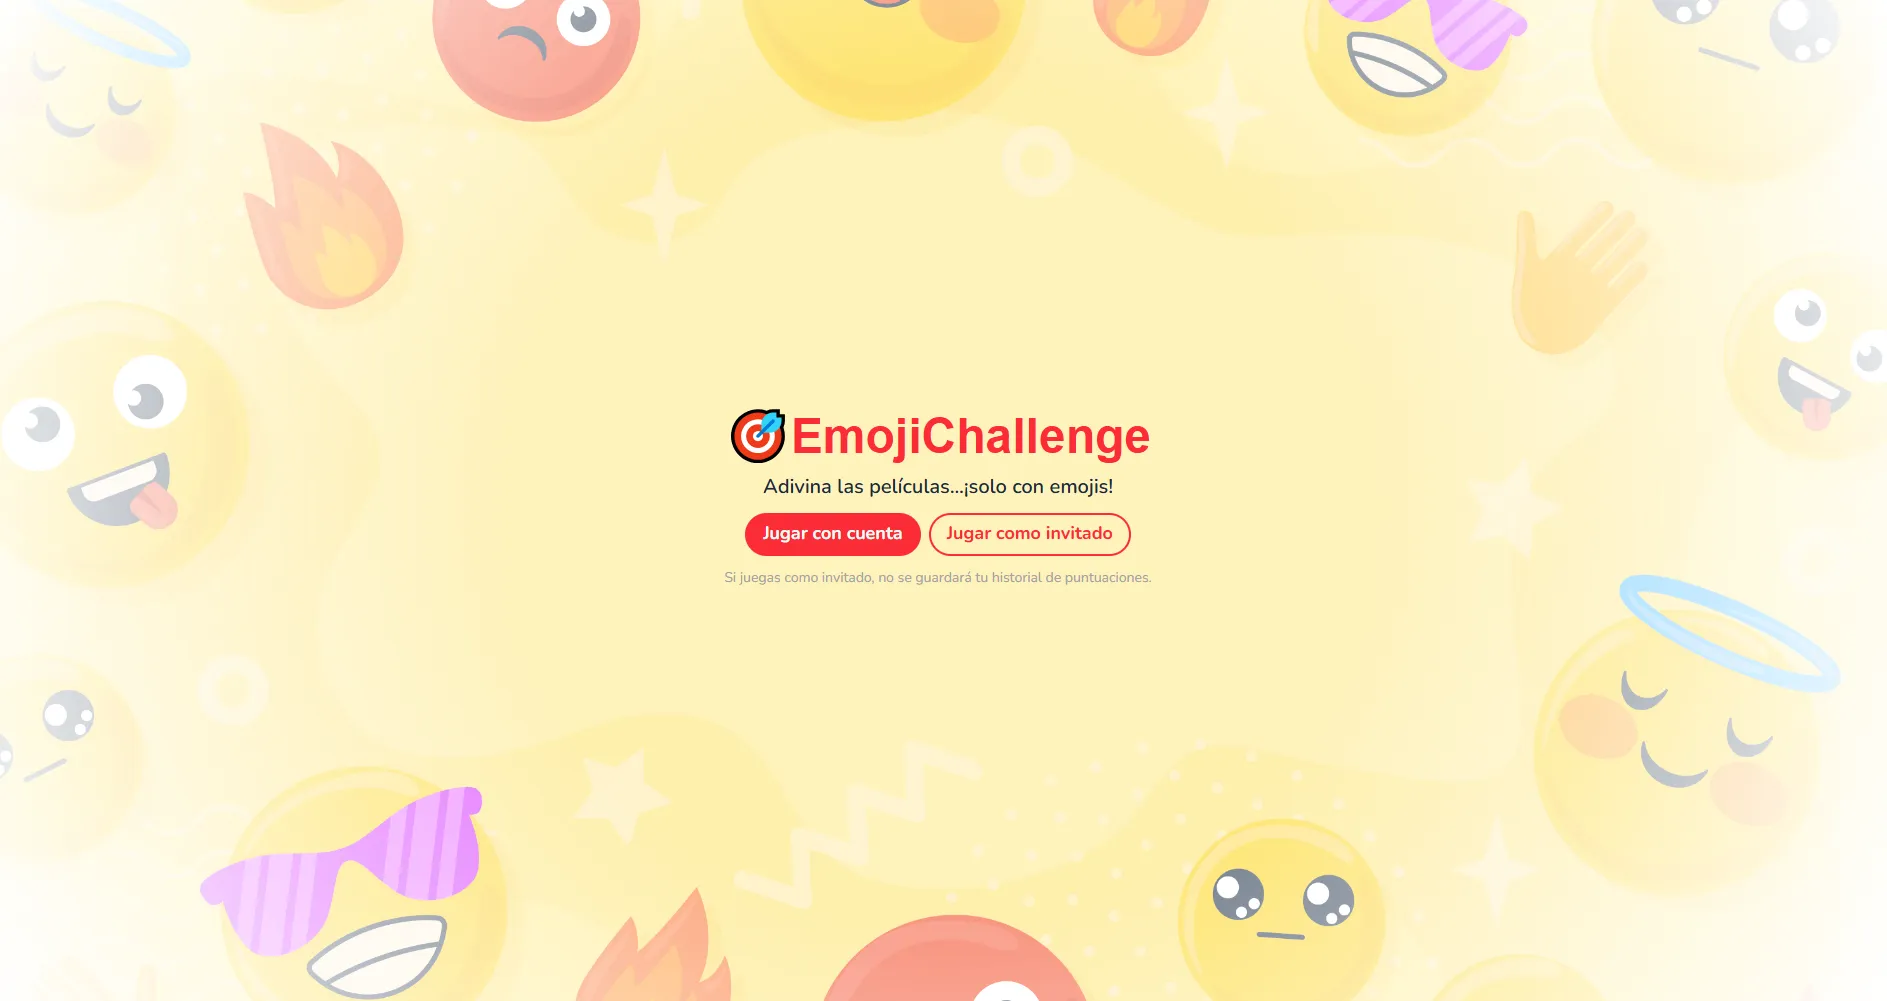 EmojiChallenge
Adivina las películas...¡solo con emojis!
Jugar con cuenta
Jugar como invitado
Si juegas como invitado, no se guardará tu historial de puntuaciones.